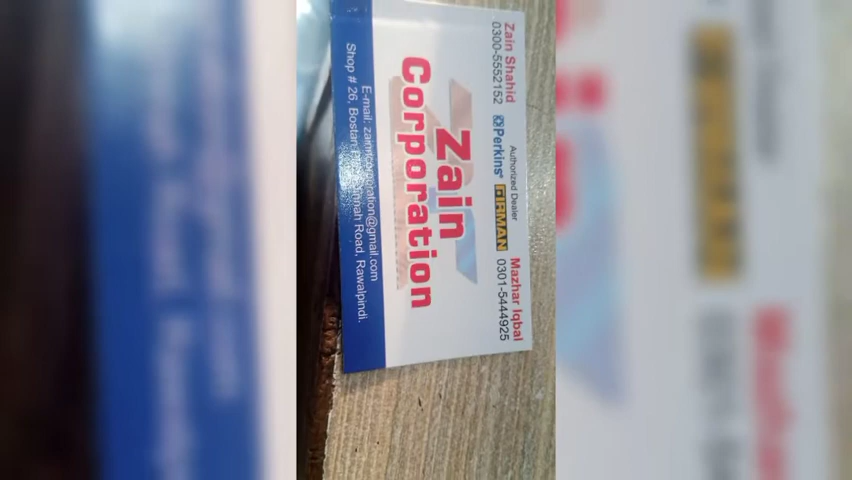 Zain Shahid
0300-5552152
Authorized Dealer
Perkins®
FIRMAN
Mazhar Iqbal
0301-5444925
Zain
Corporation
E-mail: corporation@gmail.com
Shop # 26, Bostan Road, Rawalpindi.